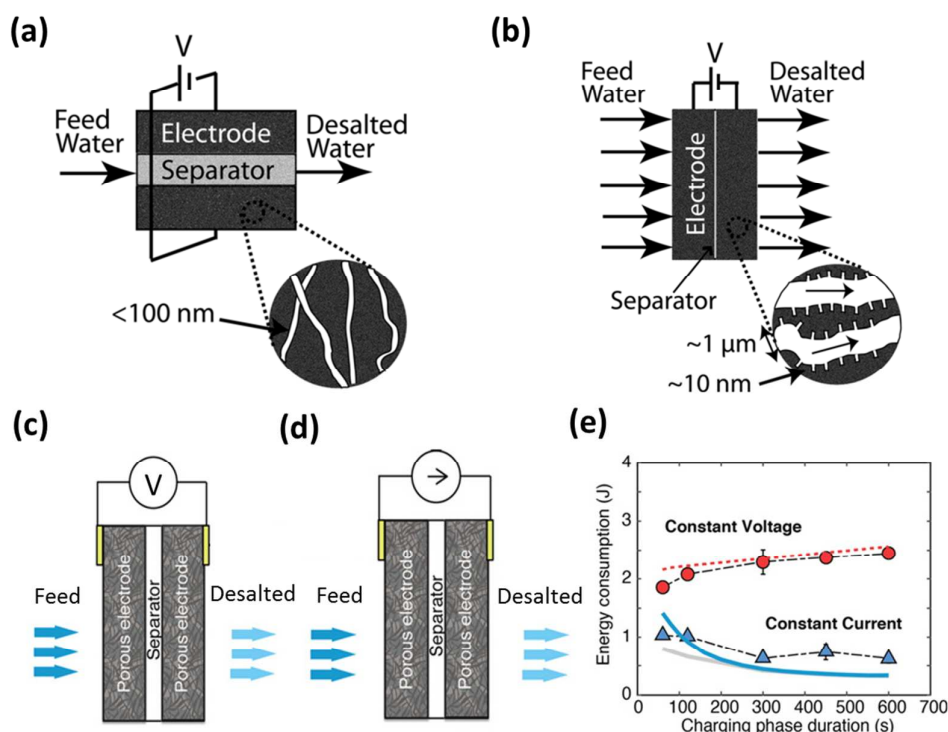 (a)
V
Feed
Water
Electrode
Separator
Desalted
Water
<100 nm
(b)
V
Feed
Water
Desalted
Water
Electrode
Separator
~1 µm
~10 nm
(c)
V
Feed
Porous electrode
Separator
Porous electrode
Desalted
(d)
Feed
Porous electrode
Separator
Porous electrode
Desalted
(e)
Energy consumption (J)
4
3
2
1
0
Constant Voltage
Constant Current
0 100 200 300 400 500 600 700
Charging phase duration (s)